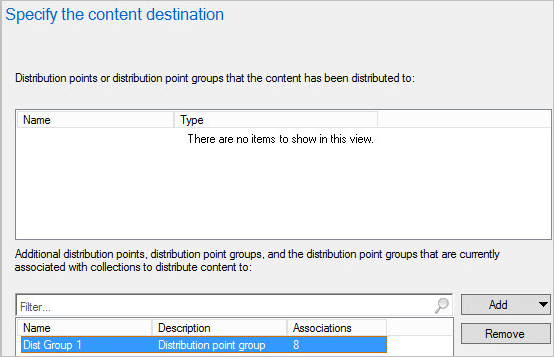 Specify the content destination
Distribution points or distribution point groups that the content has been distributed to:
Name Type
There are no items to show in this view.
Additional distribution points, distribution point groups, and the distribution point groups that are currently
associated with collections to distribute content to:
Filter... Add
Remove
Name Description Associations
Dist Group 1 Distribution point group 8